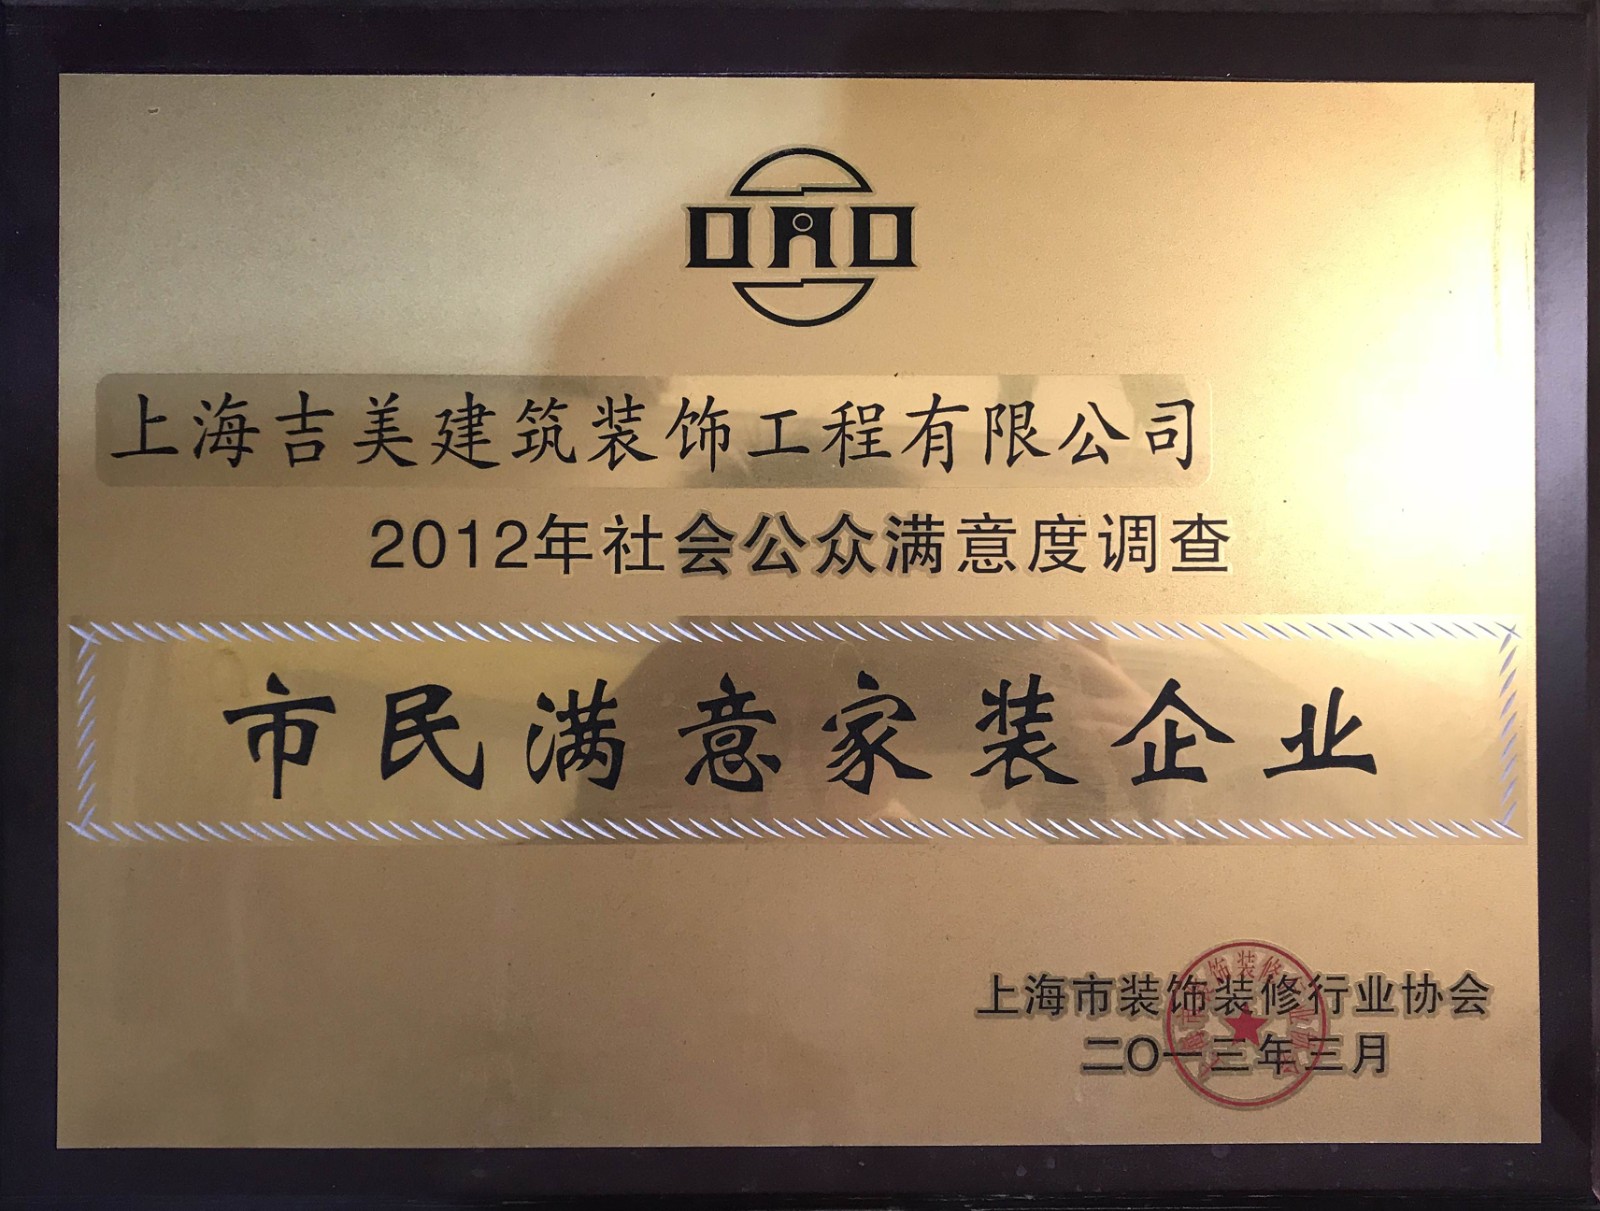 DAD
上海吉美建筑装饰工程有限公司
2012年社会公众满意度调查
市民满意家装企业
上海市装饰装修行业协会
二〇一三年三月